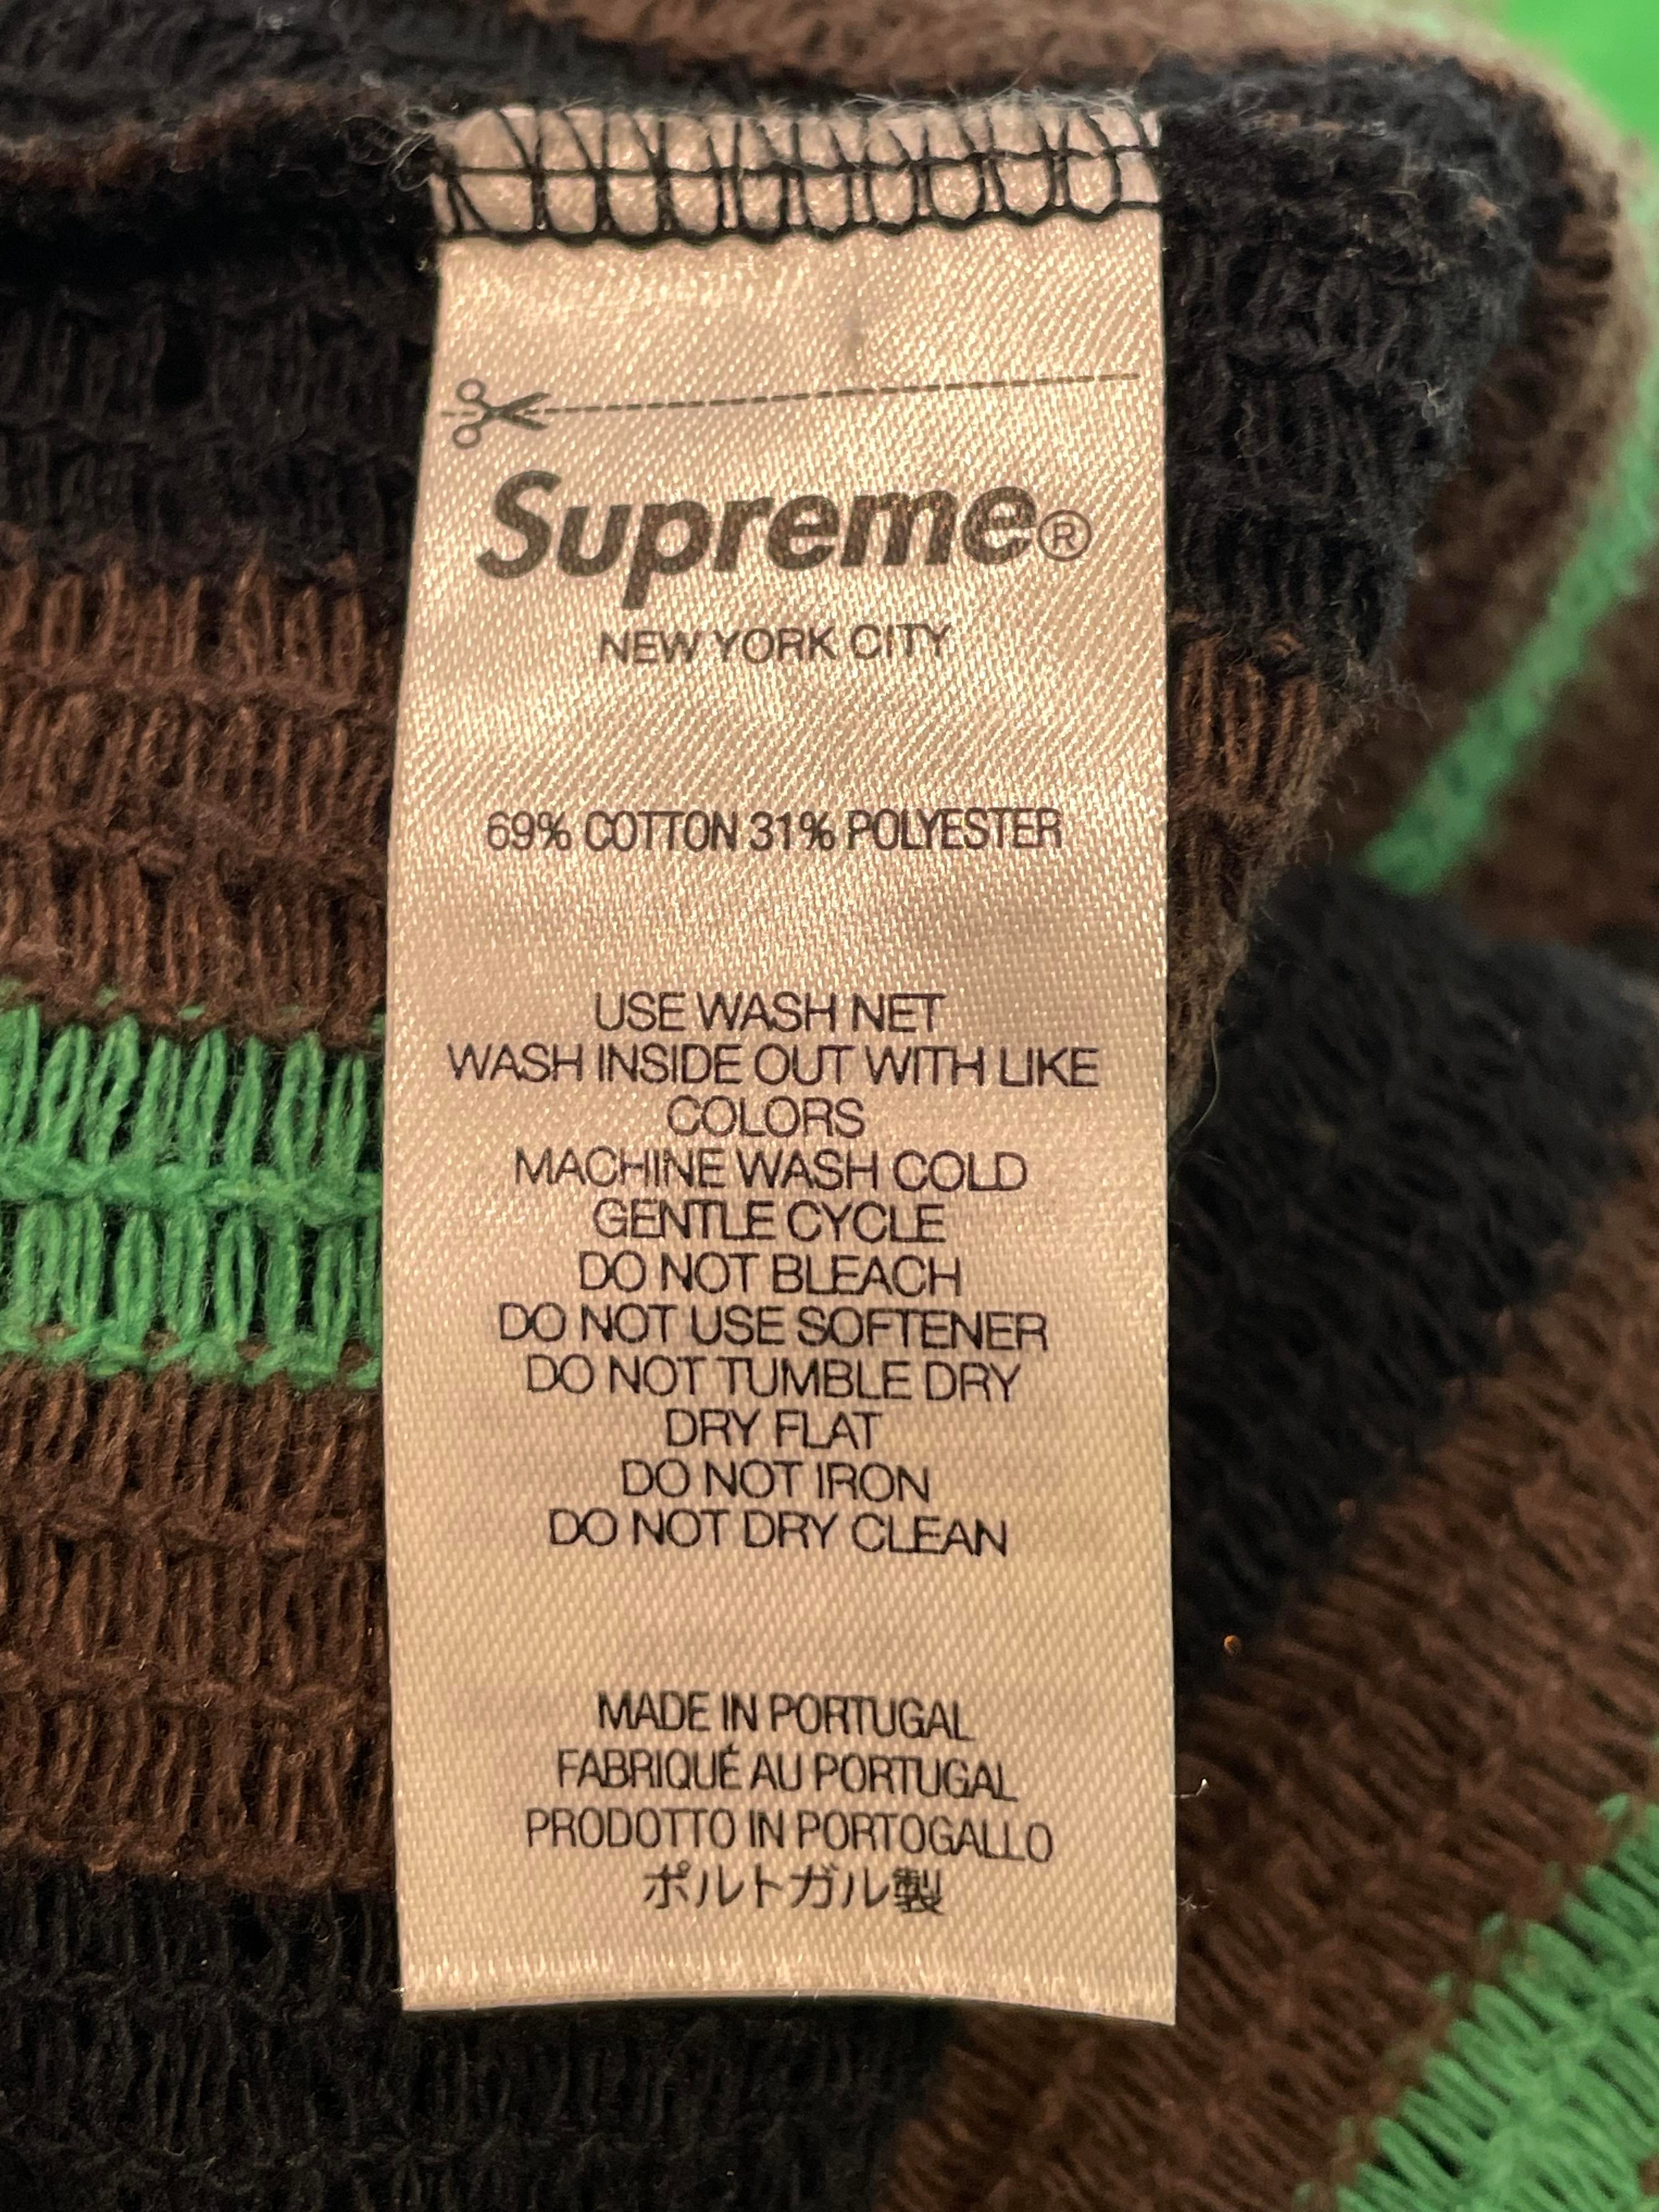 Supreme®
NEW YORK CITY
69% COTTON 31% POLYESTER
USE WASH NET
WASH INSIDE OUT WITH LIKE
COLORS
MACHINE WASH COLD
GENTLE CYCLE
DO NOT BLEACH
DO NOT USE SOFTENER
DO NOT TUMBLE DRY
DRY FLAT
DO NOT IRON
DO NOT DRY CLEAN
MADE IN PORTUGAL
FABRIQUÉ AU PORTUGAL
PRODOTTO IN PORTOGALLO
ポルトガル製